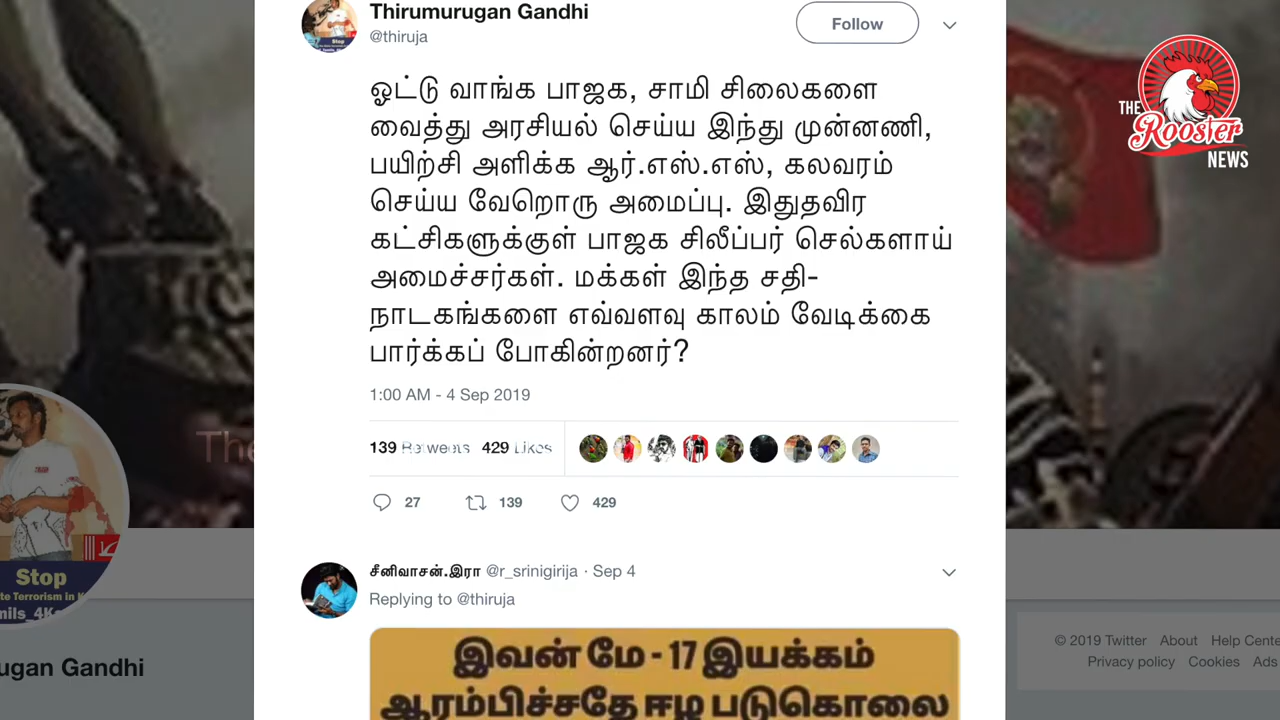 Thirumurugan Gandhi
@thiruja
Follow
ஓட்டு வாங்க பாஜக, சாமி சிலைகளை
வைத்து அரசியல் செய்ய இந்து முன்னணி,
பயிற்சி அளிக்க ஆர்.எஸ்.எஸ், கலவரம்
செய்ய வேறொரு அமைப்பு. இதுதவிர
கட்சிகளுக்குள் பாஜக சிலீப்பர் செல்களாய்
அமைச்சர்கள். மக்கள் இந்த சதி-
நாடகங்களை எவ்வளவு காலம் வேடிக்கை
பார்க்கப் போகின்றனர்?
1:00 AM - 4 Sep 2019
139 Retweets 429 Likes
27 139 429
சீனிவாசன்.இரா @r_srinigirija · Sep 4
Replying to @thiruja
இவன் மே - 17 இயக்கம்
ஆரம்பிச்சதே ஈழ படுகொலை
THE
Rooster
NEWS
The
Stop
te Terrorism in K
mils_4K
ugan Gandhi
© 2019 Twitter About Help Cente
Privacy policy Cookies Ads